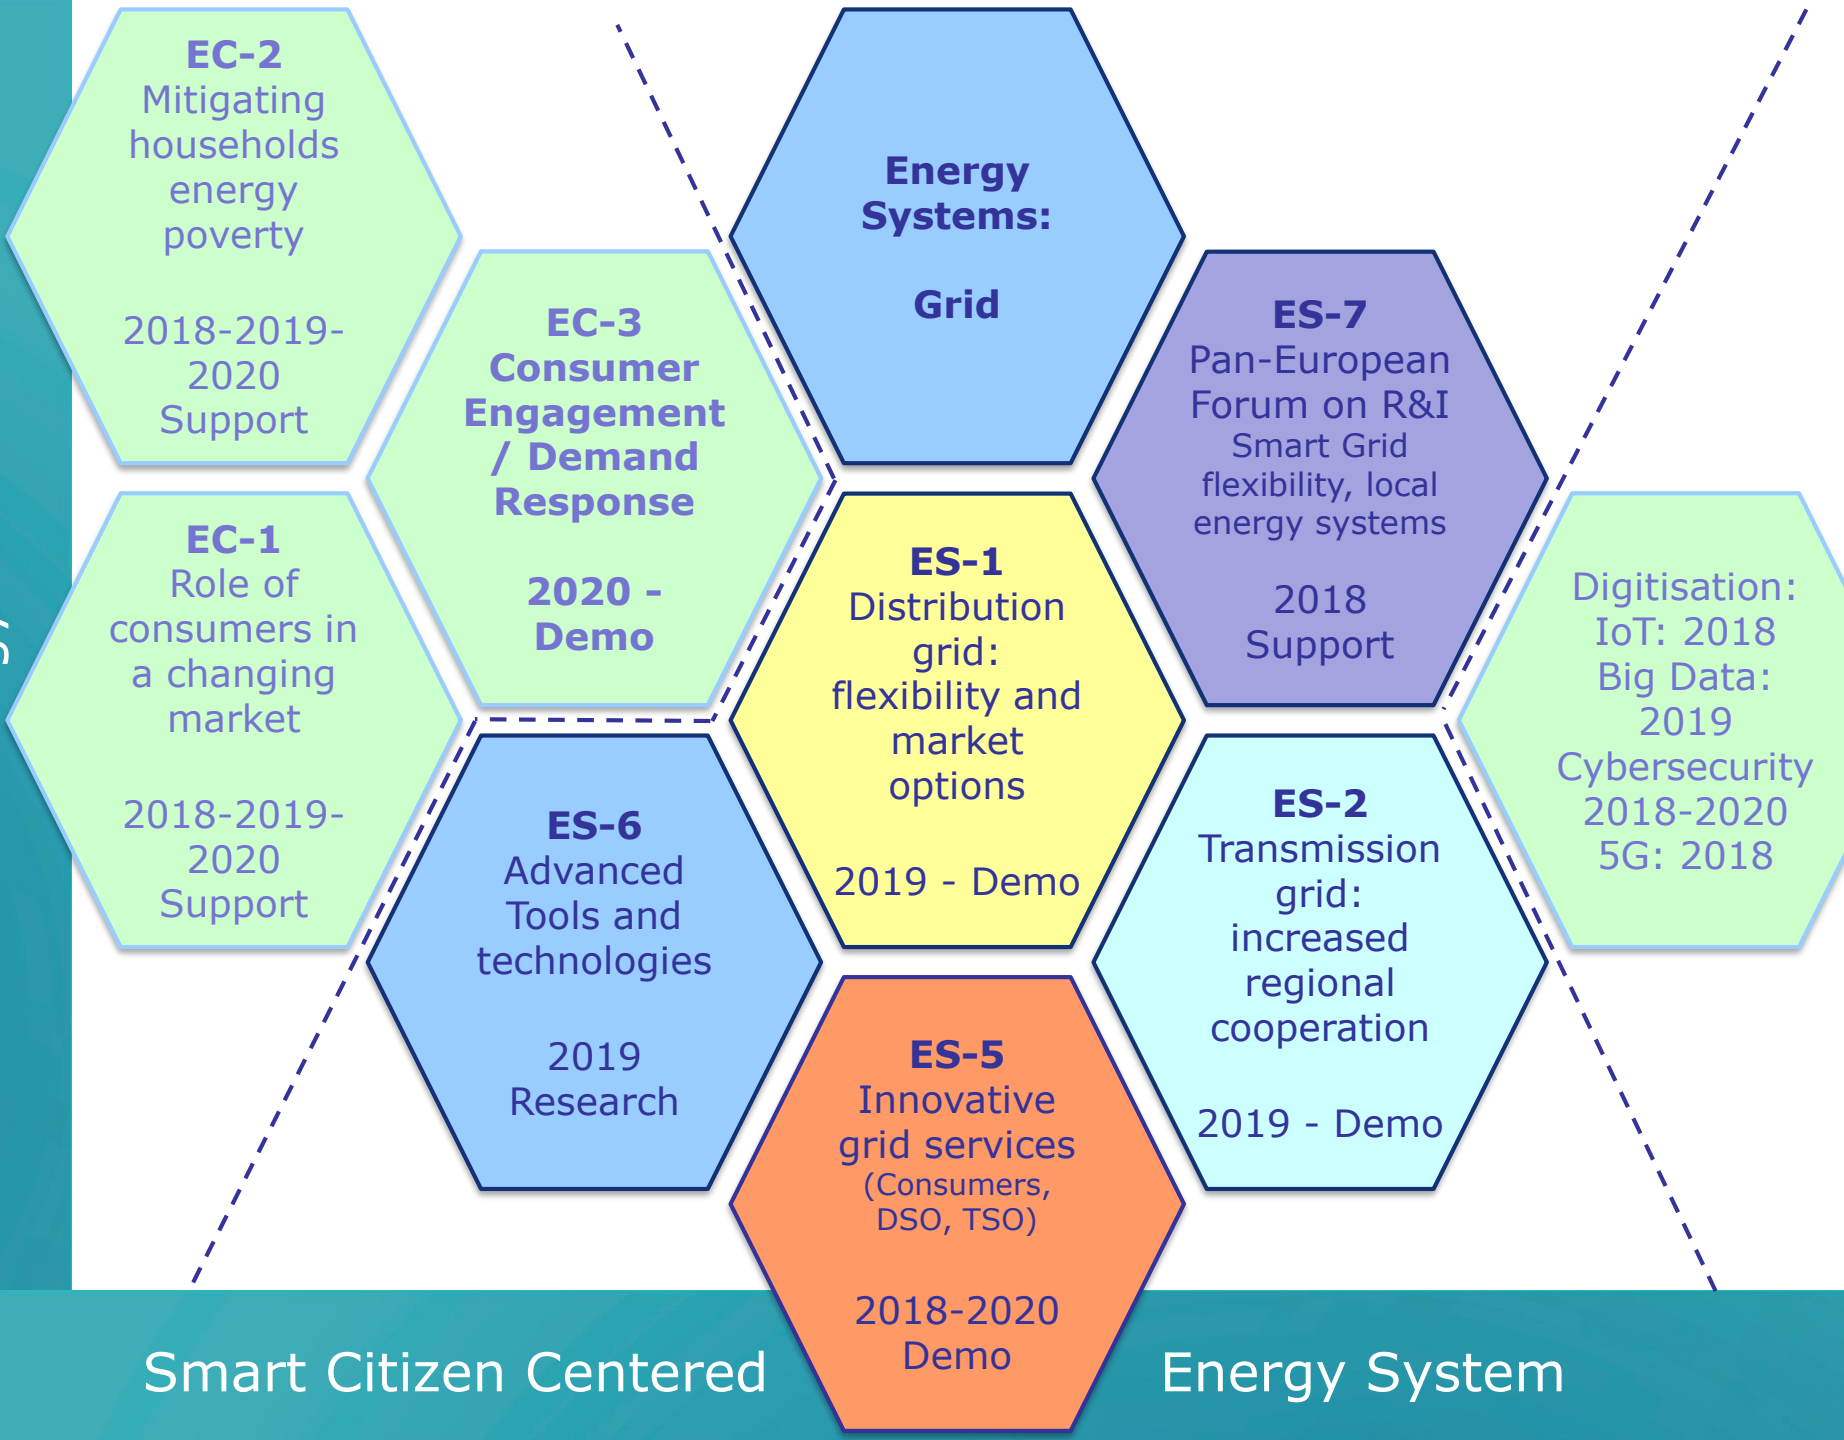 EC-2
Mitigating
households
energy
poverty
2018-2019-
2020
Support
EC-3
Consumer
Engagement
/ Demand
Response
2020 -
Demo
EC-1
Role of
consumers in
a changing
market
2018-2019-
2020
Support
Energy
Systems:
Grid
ES-7
Pan-European
Forum on R&I
Smart Grid
flexibility, local
energy systems
2018
Support
ES-1
Distribution
grid:
flexibility and
market
options
2019 - Demo
Digitisation:
IoT: 2018
Big Data:
2019
Cybersecurity
2018-2020
5G: 2018
ES-6
Advanced
Tools and
technologies
2019
Research
ES-2
Transmission
grid:
increased
regional
cooperation
2019 - Demo
ES-5
Innovative
grid services
(Consumers,
DSO, TSO)
2018-2020
Demo
Smart Citizen Centered
Energy System